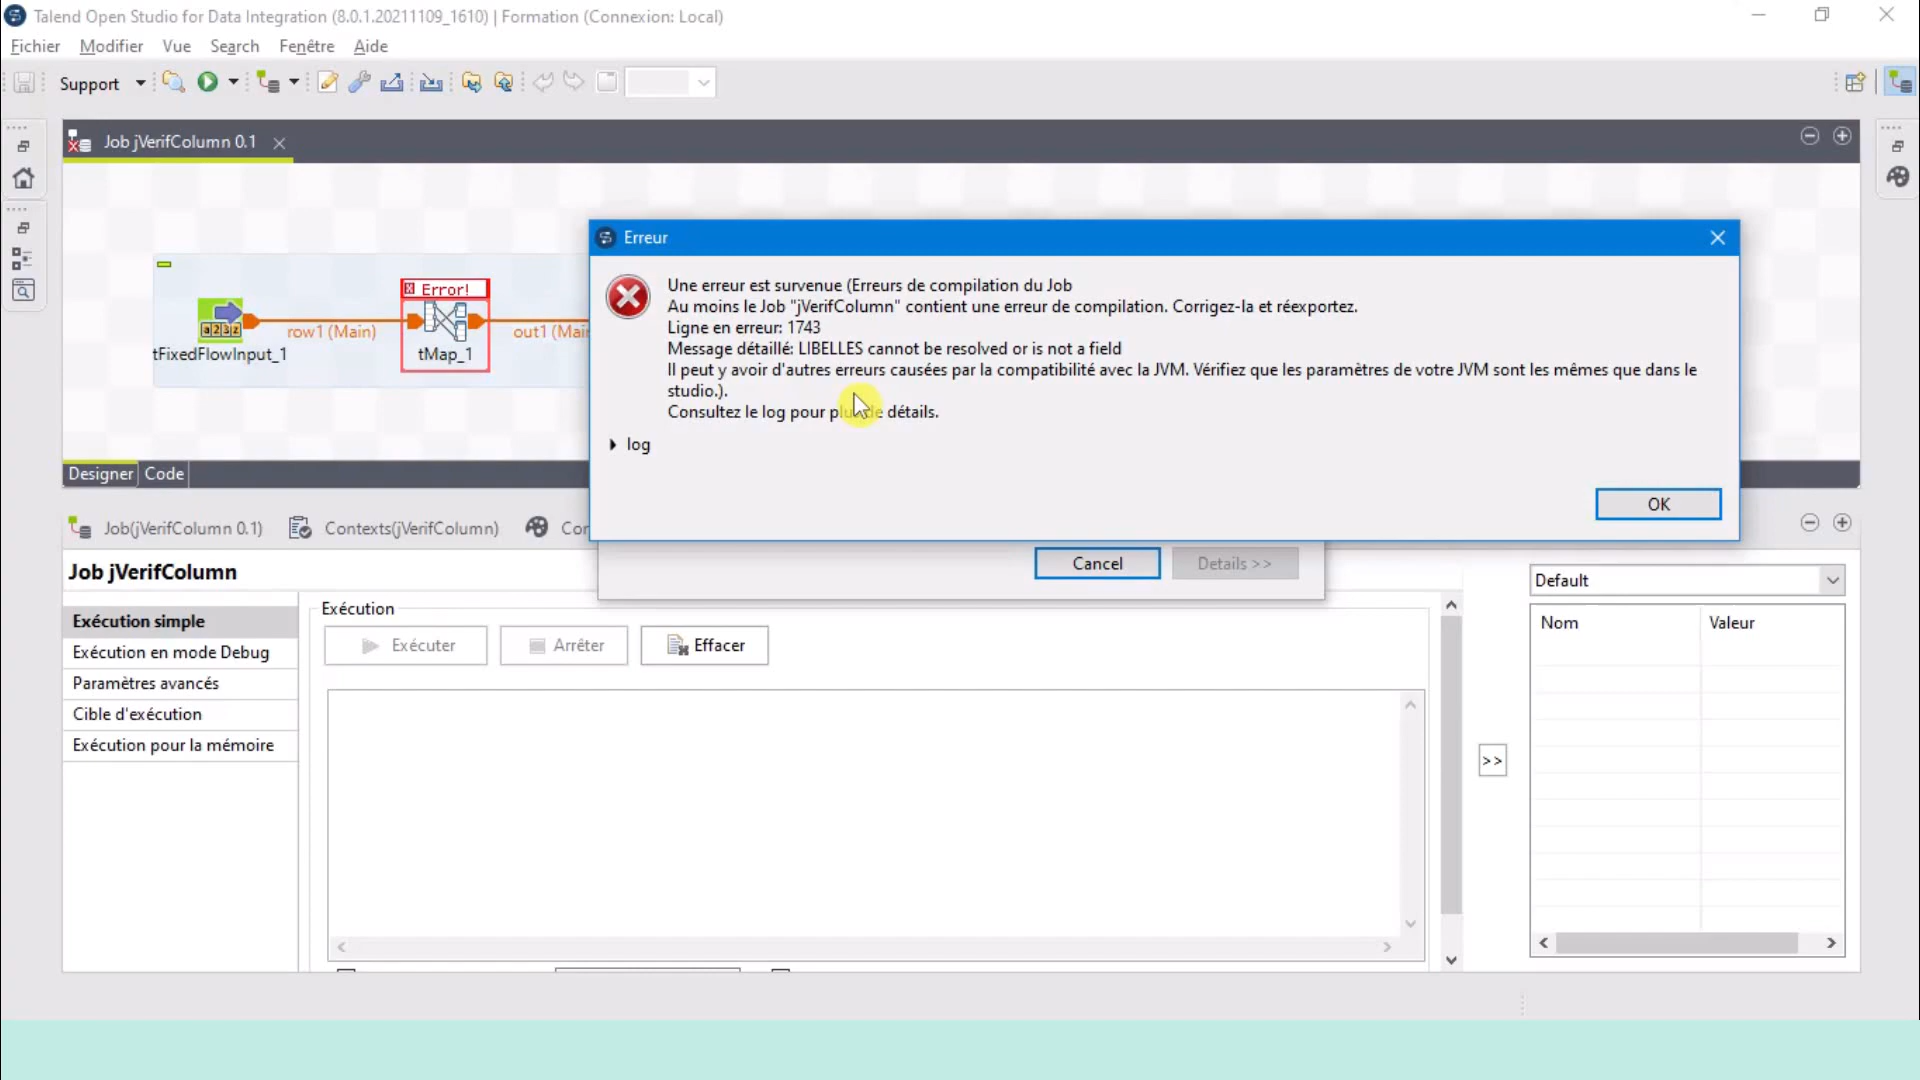 Talend Open Studio for Data Integration (8.0.1.20211109_1610) | Formation (Connexion: Local)
Fichier Modifier Vue Search Fenêtre Aide
Support
Job jVerifColumn 0.1
Erreur
Une erreur est survenue (Erreurs de compilation du Job
Au moins le Job "jVerifColumn" contient une erreur de compilation. Corrigez-la et réexportez.
Ligne en erreur: 1743
Message détaillé: LIBELLES cannot be resolved or is not a field
Il peut y avoir d'autres erreurs causées par la compatibilité avec la JVM. Vérifiez que les paramètres de votre JVM sont les mêmes que dans le
studio.).
Consultez le log pour plus de détails.
log
OK
Error!
row1 (Main)
out1 (Mai
tFixedFlowInput_1
tMap_1
Designer Code
Job(jVerifColumn 0.1) Contexts(jVerifColumn)
Cancel Details >>
Job jVerifColumn
Default
Exécution simple
Exécution en mode Debug
Paramètres avancés
Cible d'exécution
Exécution pour la mémoire
Exécution
Exécuter Arrêter Effacer
Nom Valeur
>>